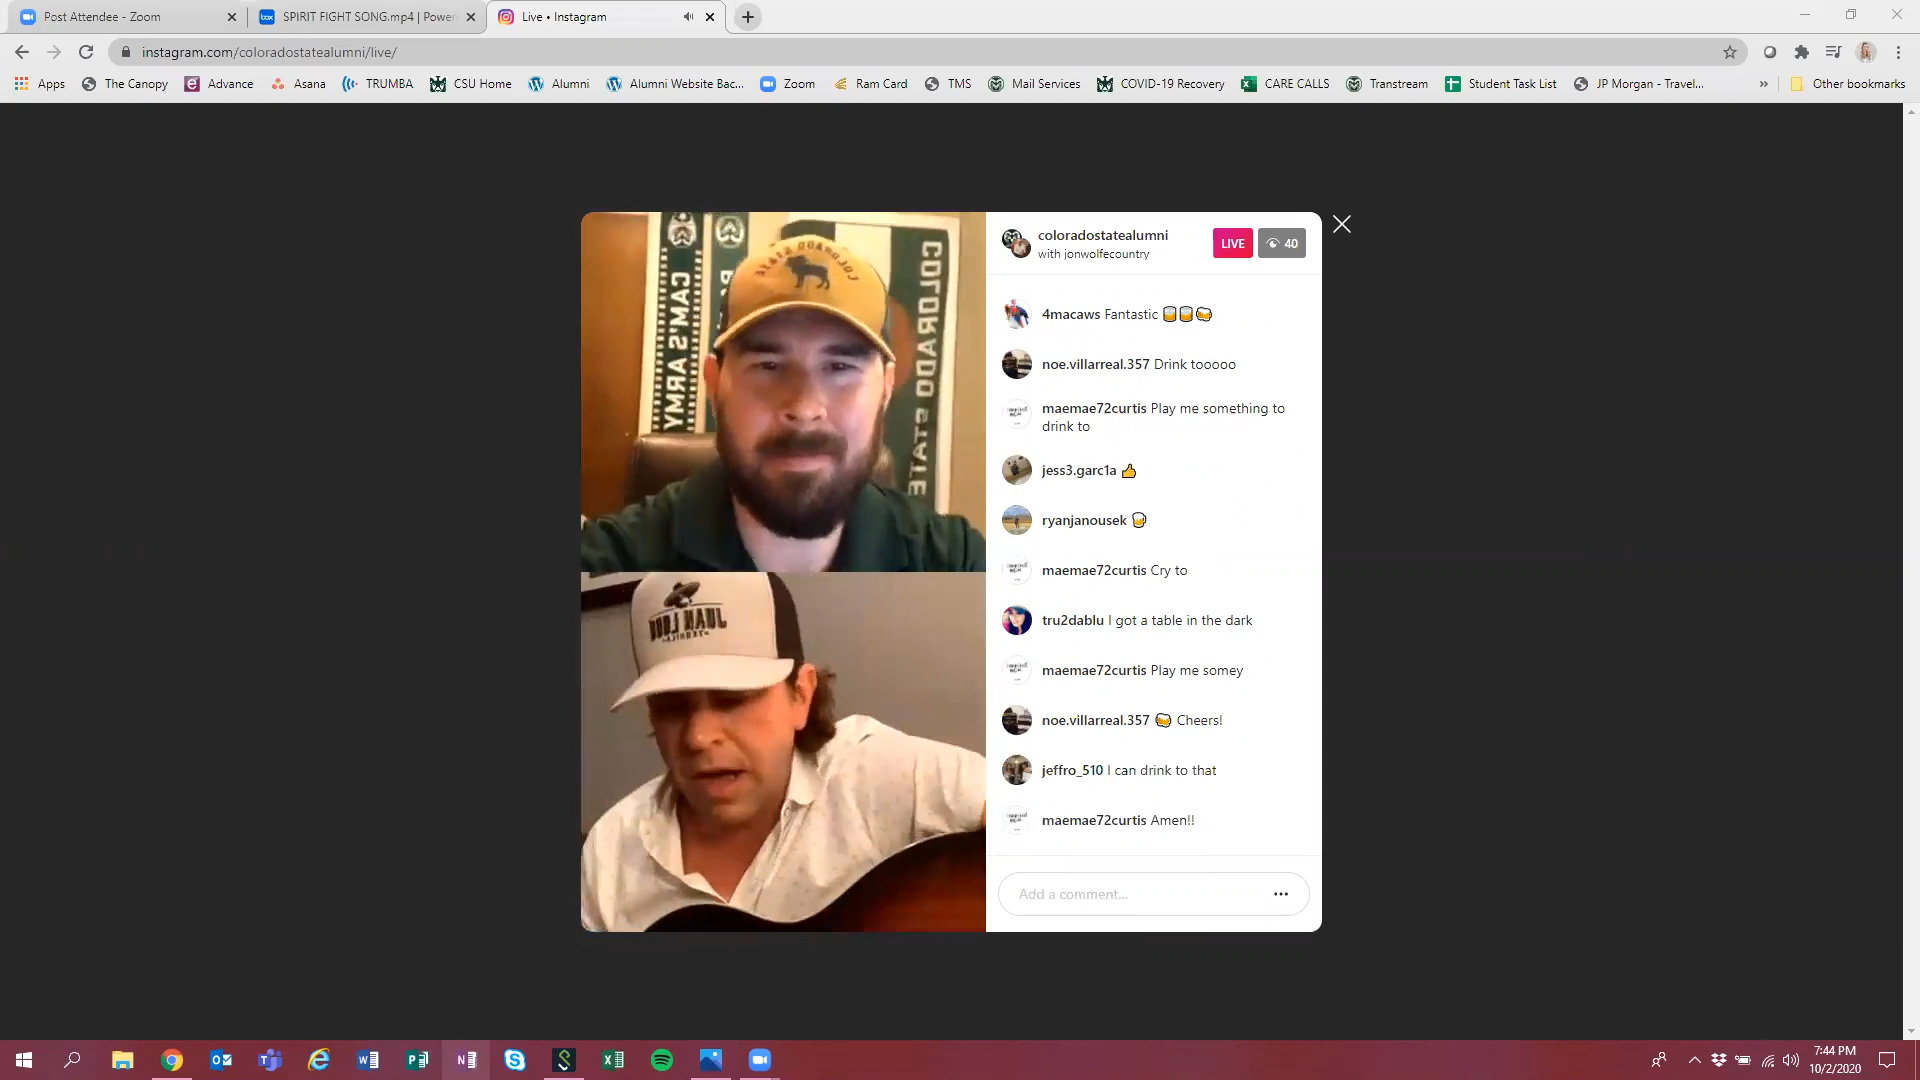 Post Attendee - Zoom
SPIRIT FIGHT SONG.mp4 | Power
Live • Instagram
instagram.com/coloradostatealumni/live/
Apps
The Canopy
Advance
Asana
TRUMBA
CSU Home
Alumni
Alumni Website Bac...
Zoom
Ram Card
TMS
Mail Services
COVID-19 Recovery
CARE CALLS
Transtream
Student Task List
JP Morgan - Travel...
Other bookmarks
COLORADO STATE
CAM'S ARMY
COLORADO STATE
JUAN LOBO
TEQUILA
coloradostatealumni
with jonwolfecountry
LIVE
40
4macaws Fantastic 🥃🥃🍻
noe.villarreal.357 Drink tooooo
maemae72curtis Play me something to
drink to
jess3.garc1a 👍
ryanjanousek 🍺
maemae72curtis Cry to
tru2dablu I got a table in the dark
maemae72curtis Play me somey
noe.villarreal.357 🍻 Cheers!
jeffro_510 I can drink to that
maemae72curtis Amen!!
Add a comment...
7:44 PM
10/2/2020